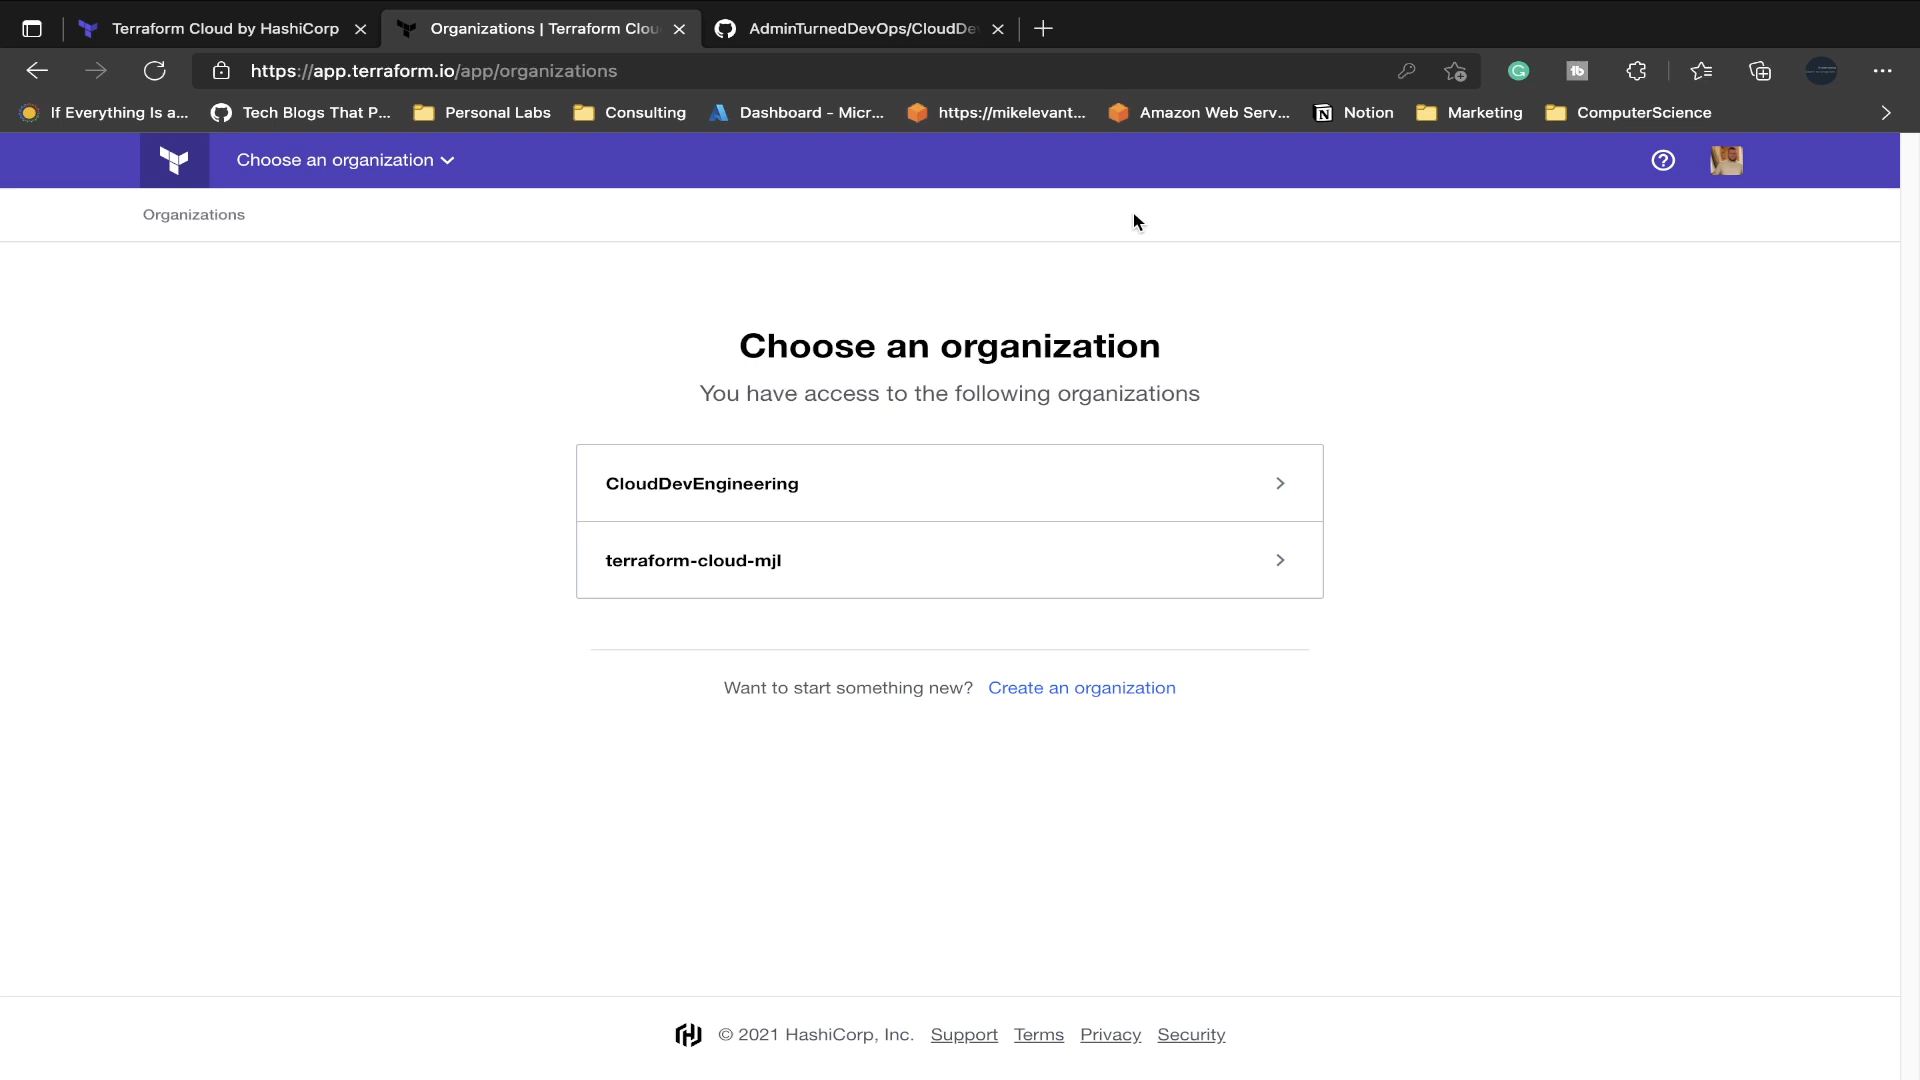 Terraform Cloud by HashiCorp
Organizations | Terraform Clou
AdminTurnedDevOps/CloudDe
https://app.terraform.io/app/organizations
If Everything Is a...
Tech Blogs That P...
Personal Labs
Consulting
Dashboard - Micr...
https://mikelevant...
Amazon Web Serv...
Notion
Marketing
ComputerScience
Choose an organization
Organizations
Choose an organization
You have access to the following organizations
CloudDevEngineering
terraform-cloud-mjl
Want to start something new? Create an organization
© 2021 HashiCorp, Inc. Support Terms Privacy Security